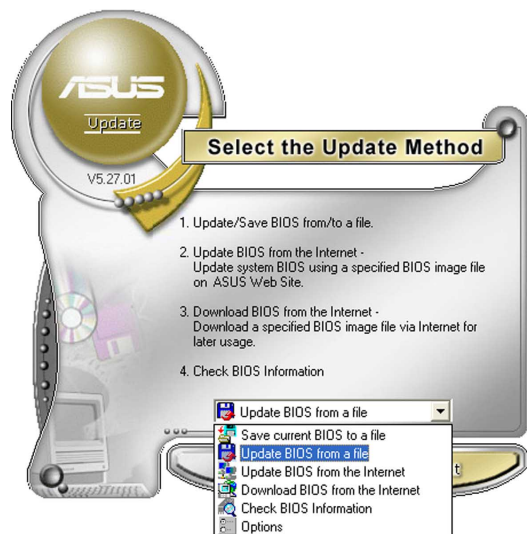 ASUS
Update
V5.27.01
Select the Update Method
1. Update/Save BIOS from/to a file.
2. Update BIOS from the Internet -
Update system BIOS using a specified BIOS image file
on ASUS Web Site.
3. Download BIOS from the Internet -
Download a specified BIOS image file via Internet for
later usage.
4. Check BIOS Information
Update BIOS from a file
Save current BIOS to a file
Update BIOS from a file
Update BIOS from the Internet
Download BIOS from the Internet
Check BIOS Information
Options